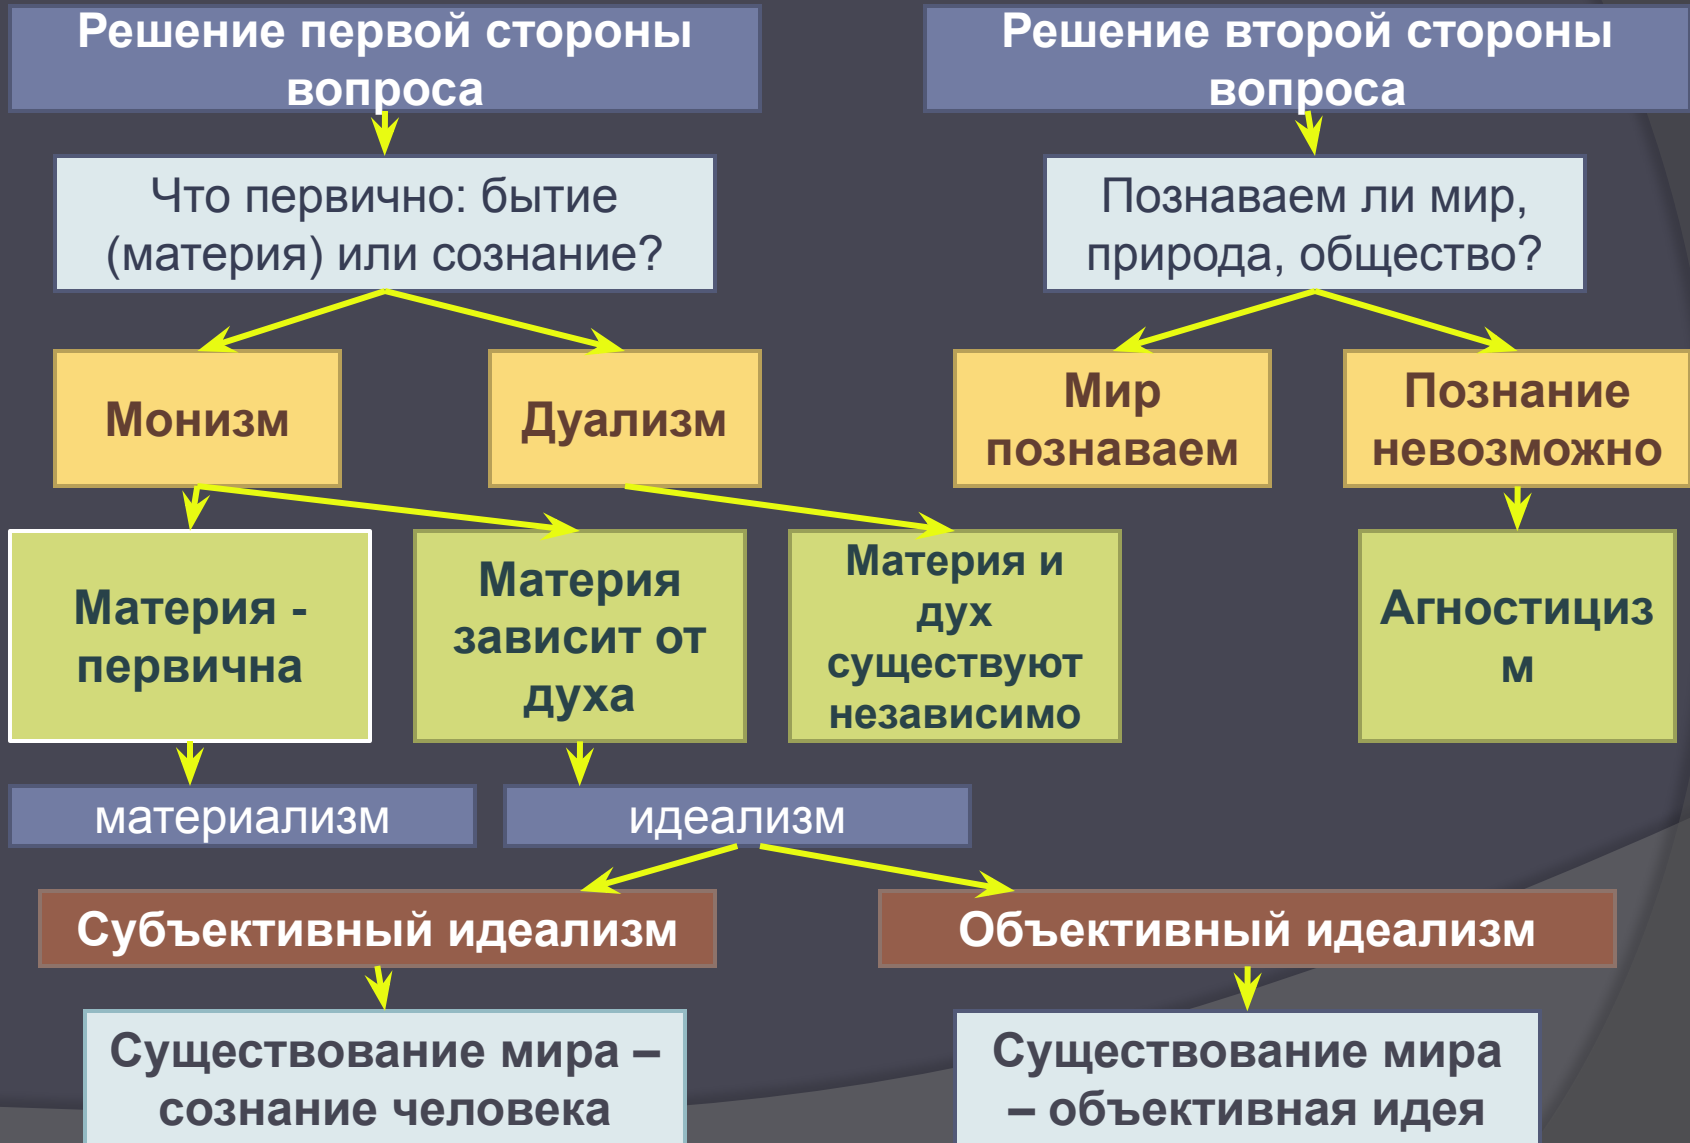 Решение первой стороны
вопроса
Решение второй стороны
вопроса
Что первично: бытие
(материя) или сознание?
Познаваем ли мир,
природа, общество?
Монизм
Дуализм
Мир
познаваем
Познание
невозможно
Материя -
первична
Материя
зависит от
духа
Материя и
дух
существуют
независимо
Агностициз
м
материализм
идеализм
Субъективный идеализм
Объективный идеализм
Существование мира –
сознание человека
Существование мира
– объективная идея